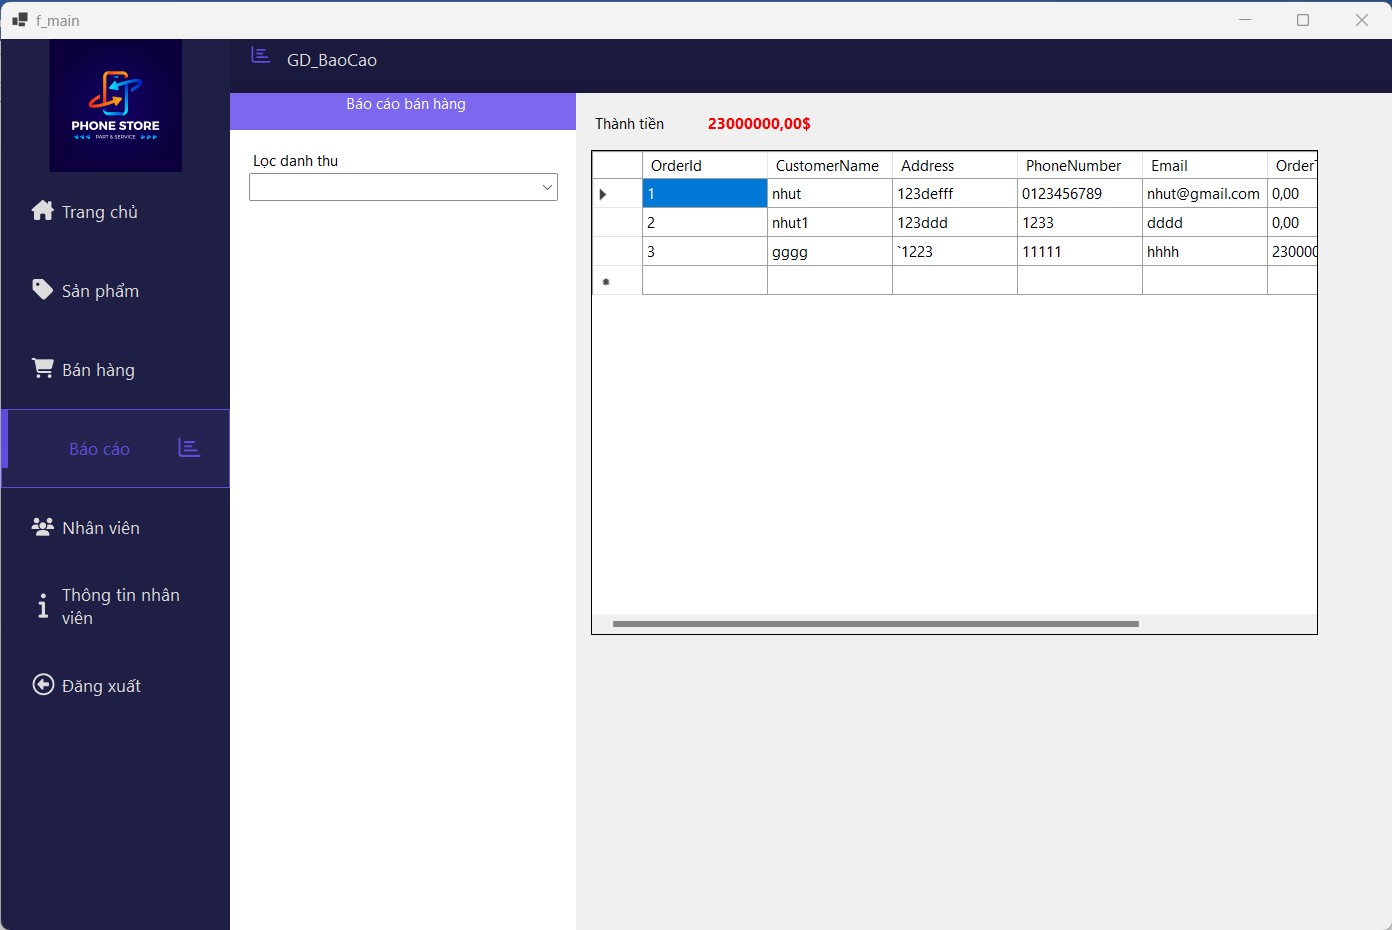 f_main
PHONE STORE
PART & SERVICE
Trang chủ
Sản phẩm
Bán hàng
Báo cáo
Nhân viên
Thông tin nhân
viên
Đăng xuất
GD_BaoCao
Báo cáo bán hàng
Lọc danh thu
Thành tiền 23000000,00$
OrderId CustomerName Address PhoneNumber Email Order
1 nhut 123defff 0123456789 nhut@gmail.com 0,00
2 nhut1 123ddd 1233 dddd 0,00
3 gggg `1223 11111 hhhh 230000